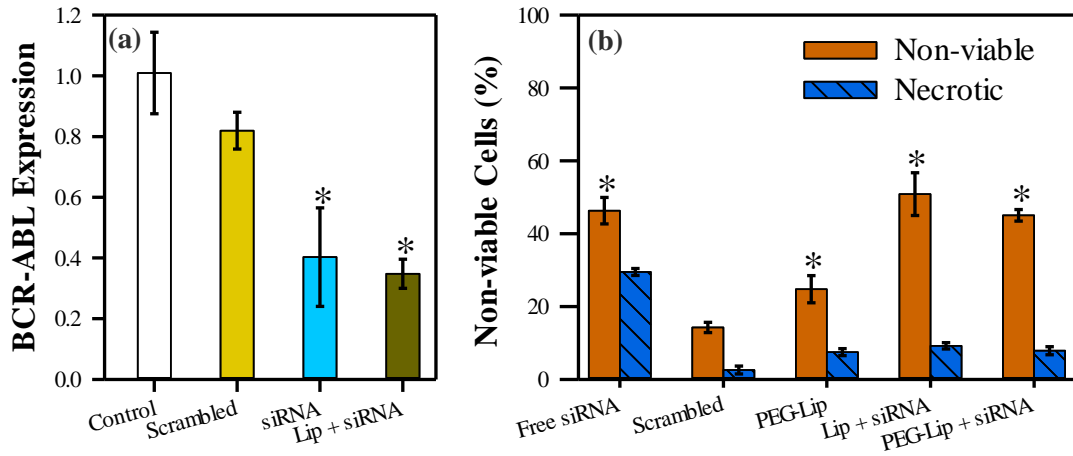 (a)
BCR-ABL Expression
1.2
1.0
0.8
0.6
0.4
0.2
0.0
*
*
Control
Scrambled
siRNA
Lip + siRNA
(b)
Non-viable Cells (%)
100
80
60
40
20
0
Non-viable
Necrotic
*
*
*
*
Free siRNA
Scrambled
PEG-Lip
Lip + siRNA
PEG-Lip + siRNA